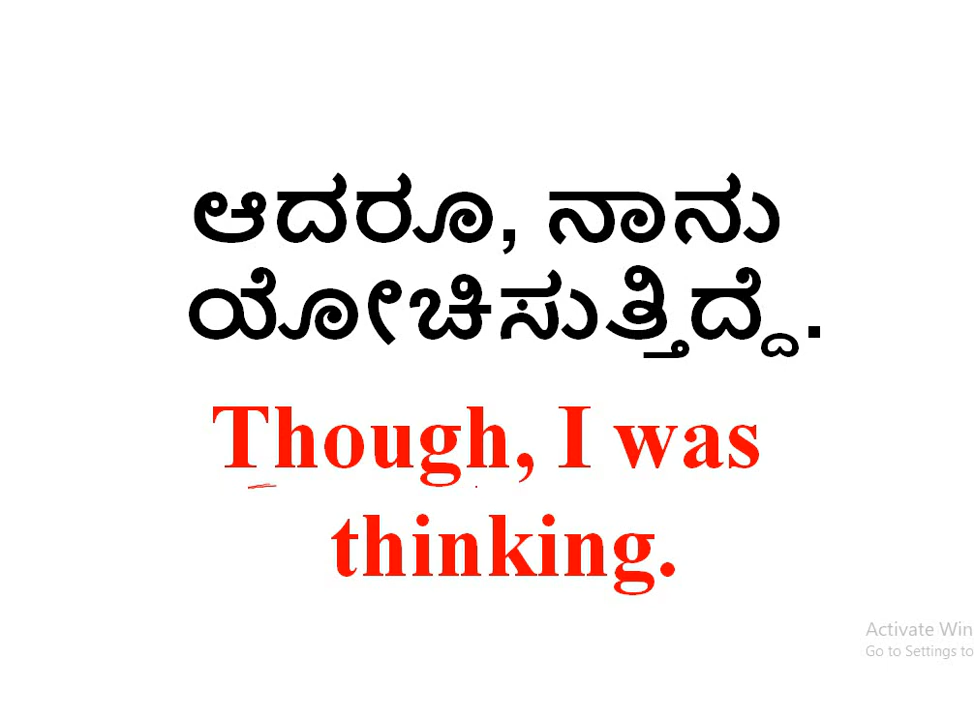 ಆದರೂ, ನಾನು
ಯೋಚಿಸುತ್ತಿದ್ದೆ.
Though, I was
thinking.
Activate Win
Go to Settings to